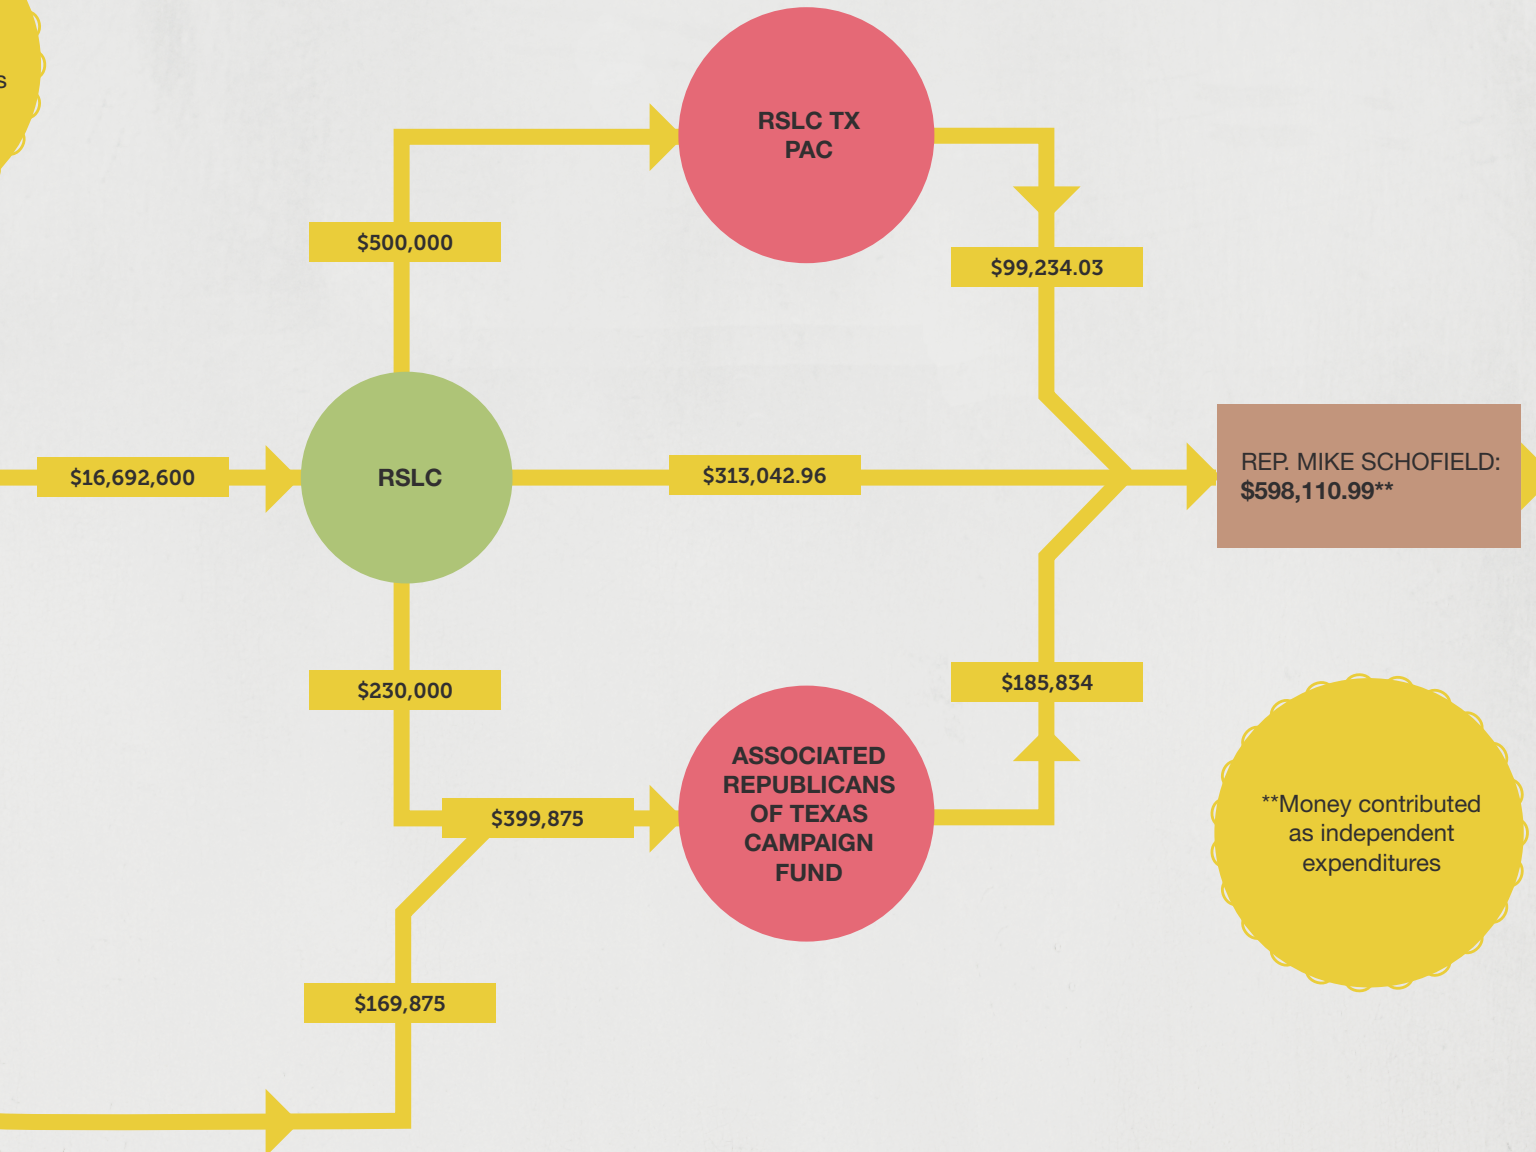 s
RSLC TX
PAC
$500,000
$99,234.03
$16,692,600
RSLC
$313,042.96
REP. MIKE SCHOFIELD:
$598,110.99**
$230,000
$185,834
ASSOCIATED
REPUBLICANS
OF TEXAS
CAMPAIGN
FUND
$399,875
**Money contributed
as independent
expenditures
$169,875